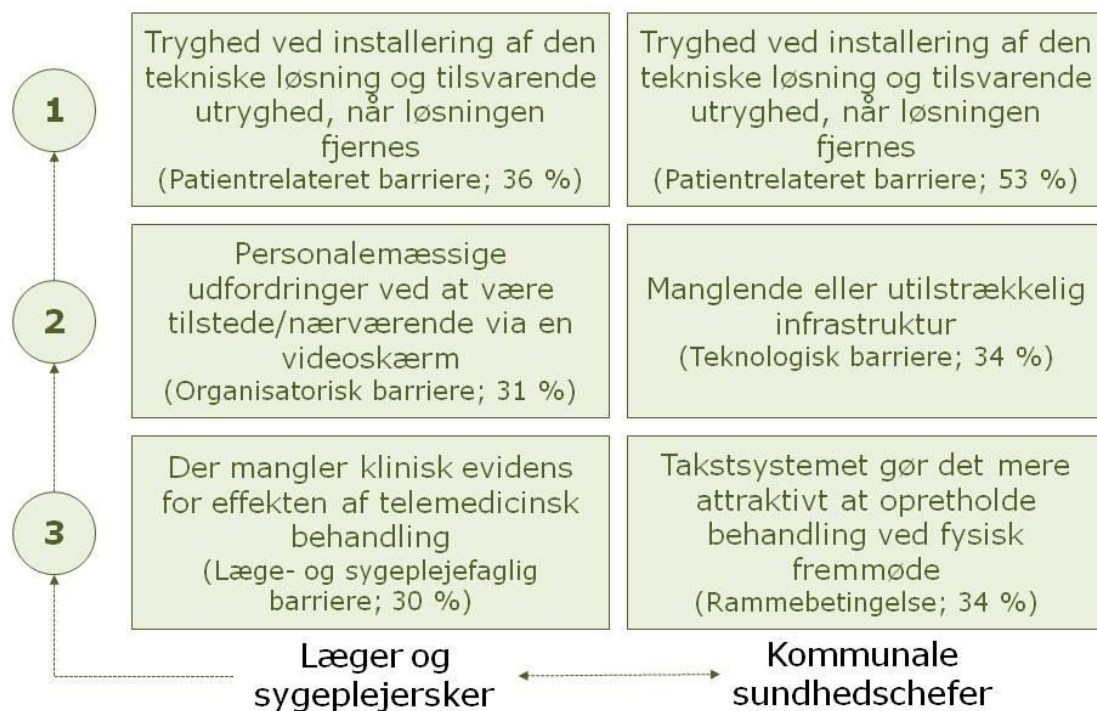 1
Tryghed ved installering af den
tekniske løsning og tilsvarende
utryghed, når løsningen
fjernes
(Patientrelateret barriere; 36 %)
Tryghed ved installering af den
tekniske løsning og tilsvarende
utryghed, når løsningen
fjernes
(Patientrelateret barriere; 53 %)
2
Personalemæssige
udfordringer ved at være
tilstede/nærværende via en
videoskærm
(Organisatorisk barriere; 31 %)
Manglende eller utilstrækkelig
infrastruktur
(Teknologisk barriere; 34 %)
3
Der mangler klinisk evidens
for effekten af telemedicinsk
behandling
(Læge- og sygeplejefaglig
barriere; 30 %)
Takstsystemet gør det mere
attraktivt at opretholde
behandling ved fysisk
fremmøde
(Rammebetingelse; 34 %)
Læger og
sygeplejersker
Kommunale
sundhedschefer